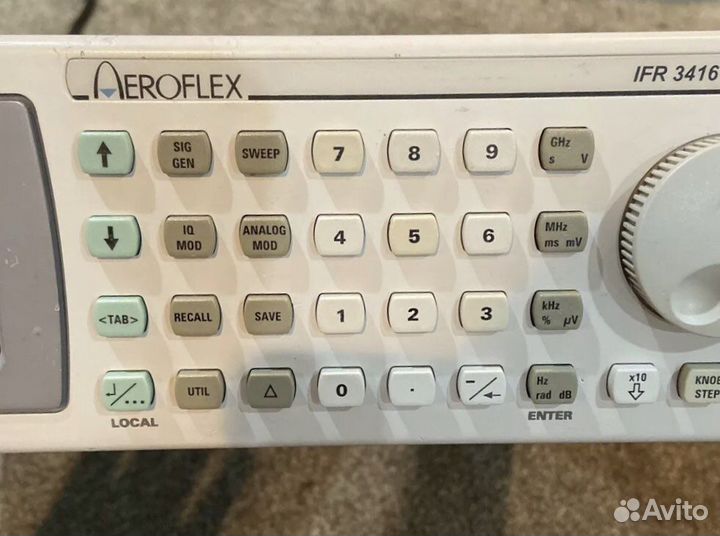 AEROFLEX
IFR 3416
↑
SIG
GEN
SWEEP
7
8
9
GHz
s V
↓
IQ
MOD
ANALOG
MOD
4
5
6
MHz
ms mV
<TAB>
RECALL
SAVE
1
2
3
kHz
% µV
↵/...
UTIL
Δ
0
.
-/←
Hz
rad dB
x10
⇩
KNOB
STEP
LOCAL
ENTER
Avito